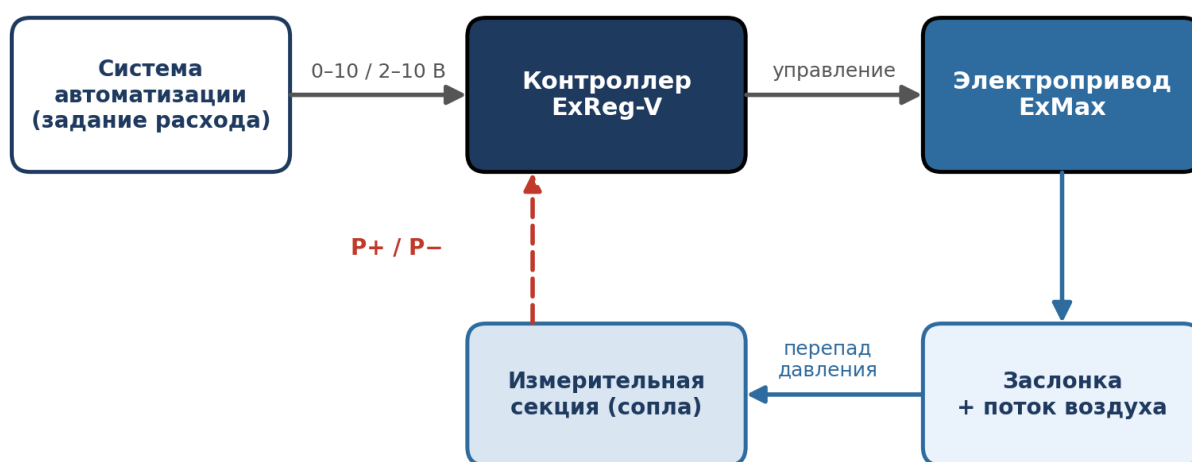 Система
автоматизации
(задание расхода)
0–10 / 2–10 В
Контроллер
ExReg-V
управление
Электропривод
ExMax
P+ / P−
Измерительная
секция (сопла)
перепад
давления
Заслонка
+ поток воздуха